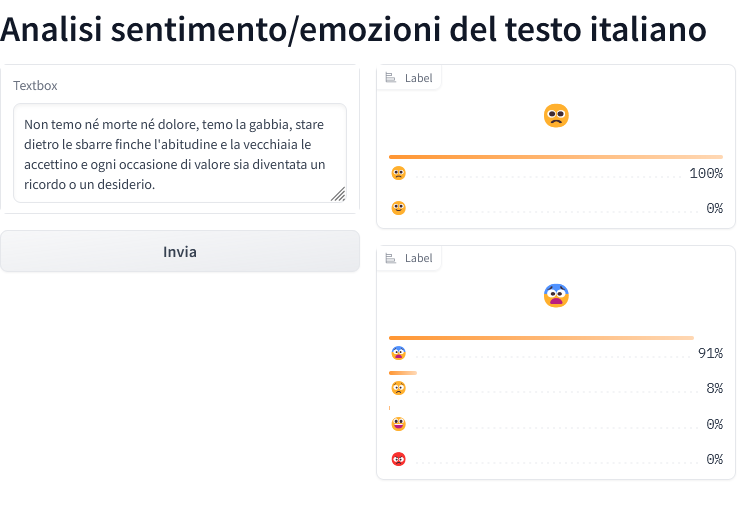 Analisi sentimento/emozioni del testo italiano
Textbox
Non temo né morte né dolore, temo la gabbia, stare
dietro le sbarre finche l'abitudine e la vecchiaia le
accettino e ogni occasione di valore sia diventata un
ricordo o un desiderio.
Invia
Label
100%
0%
Label
91%
8%
0%
0%